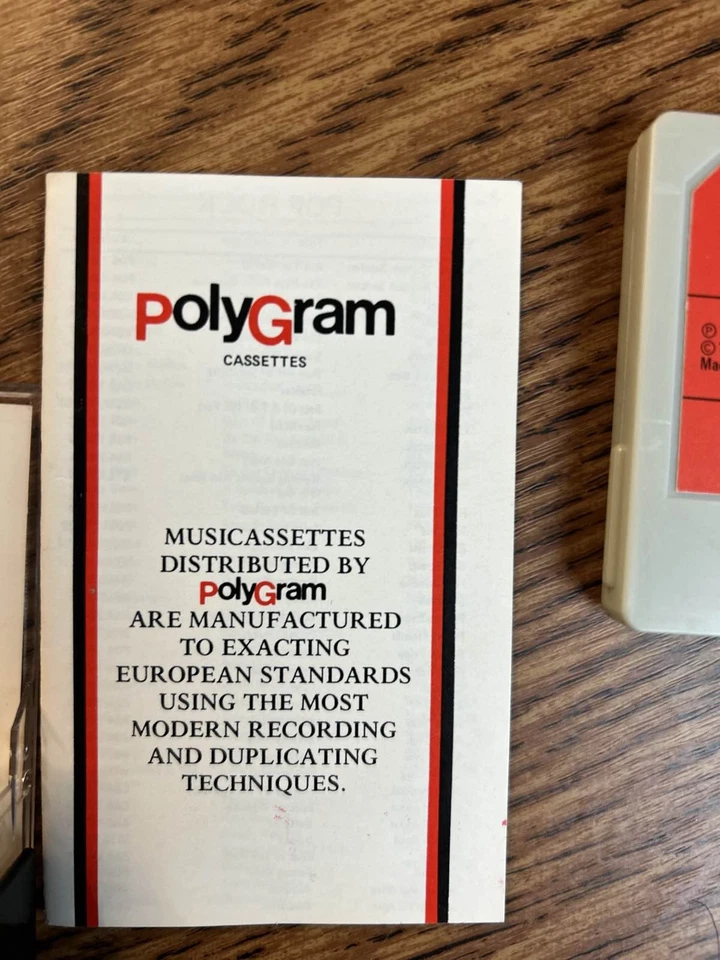 PolyGram
CASSETTES
MUSICASSETTES
DISTRIBUTED BY
PolyGram
ARE MANUFACTURED
TO EXACTING
EUROPEAN STANDARDS
USING THE MOST
MODERN RECORDING
AND DUPLICATING
TECHNIQUES.
℗
©